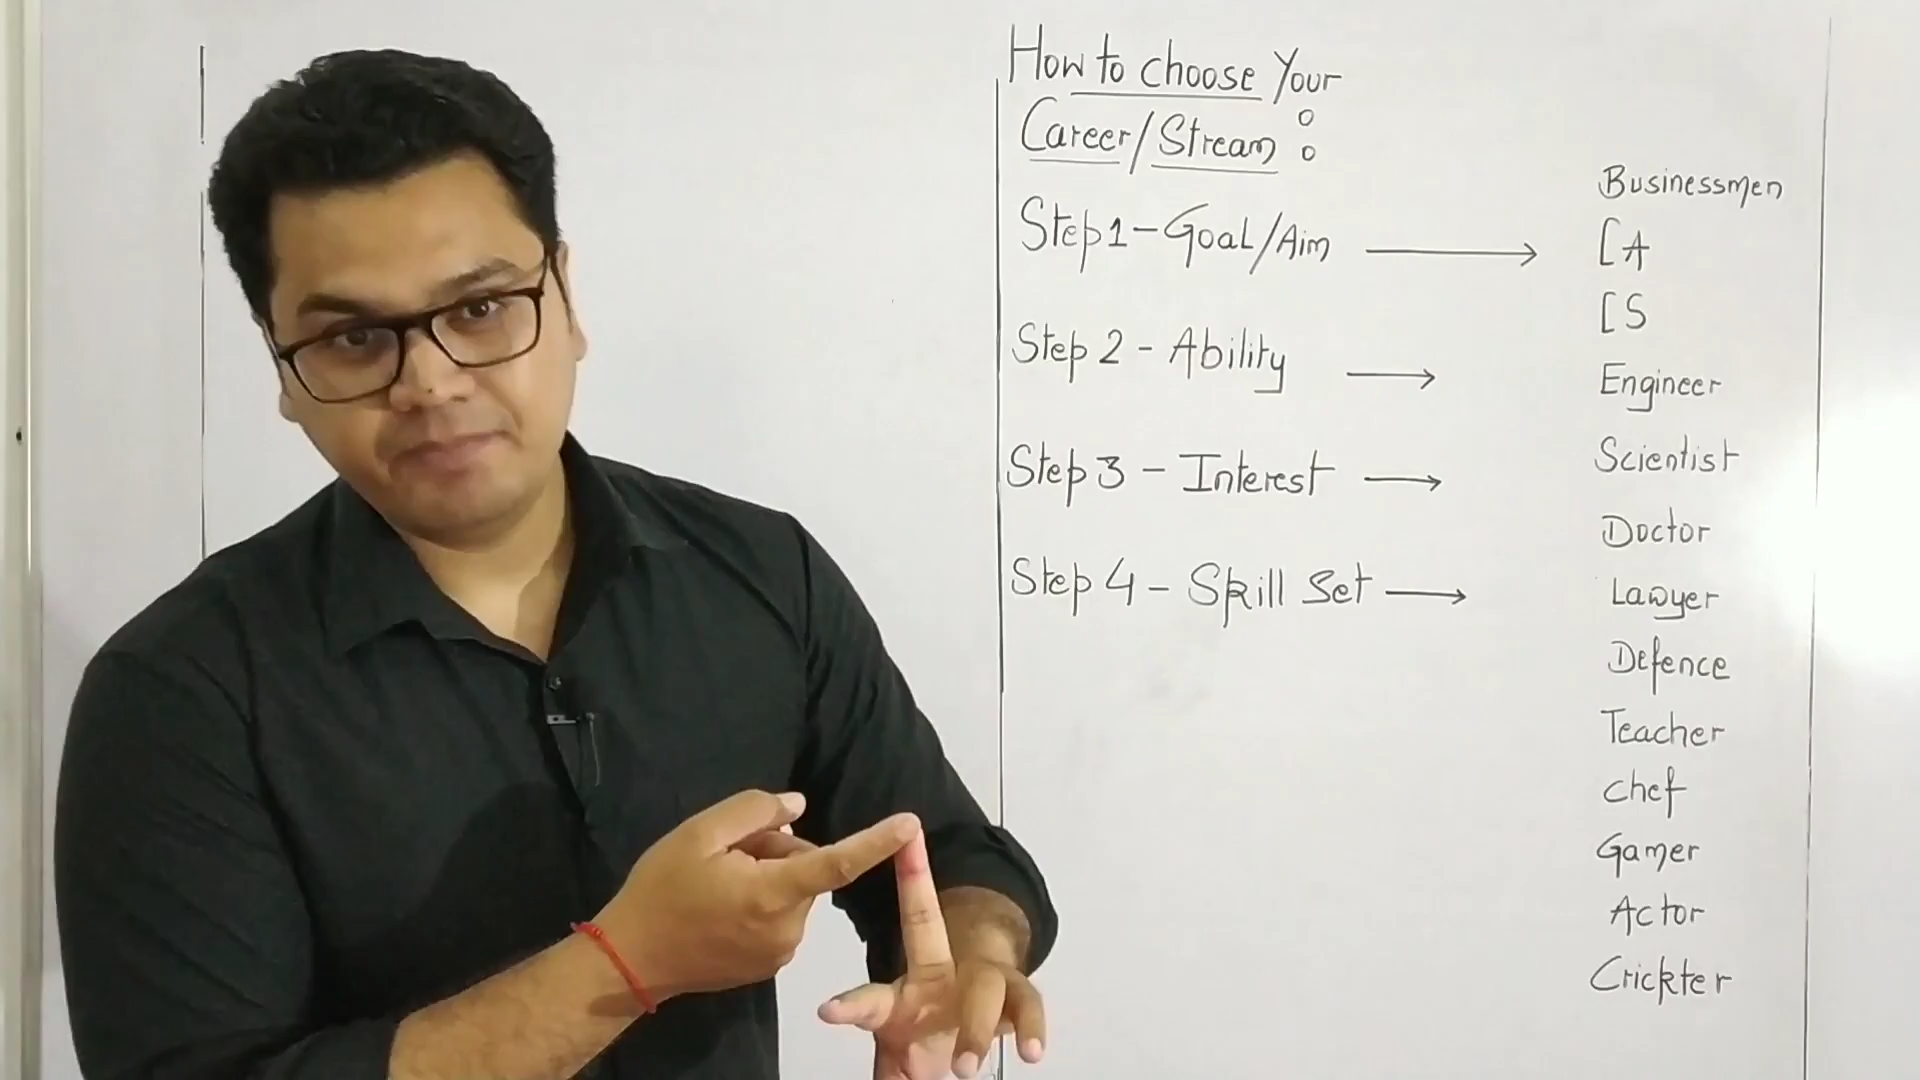 How to choose Your
Career/Stream :
Step 1 - Goal/Aim →
Step 2 - Ability →
Step 3 - Interest →
Step 4 - Skill Set →
Businessmen
CA
CS
Engineer
Scientist
Doctor
Lawyer
Defence
Teacher
Chef
Gamer
Actor
Crickter